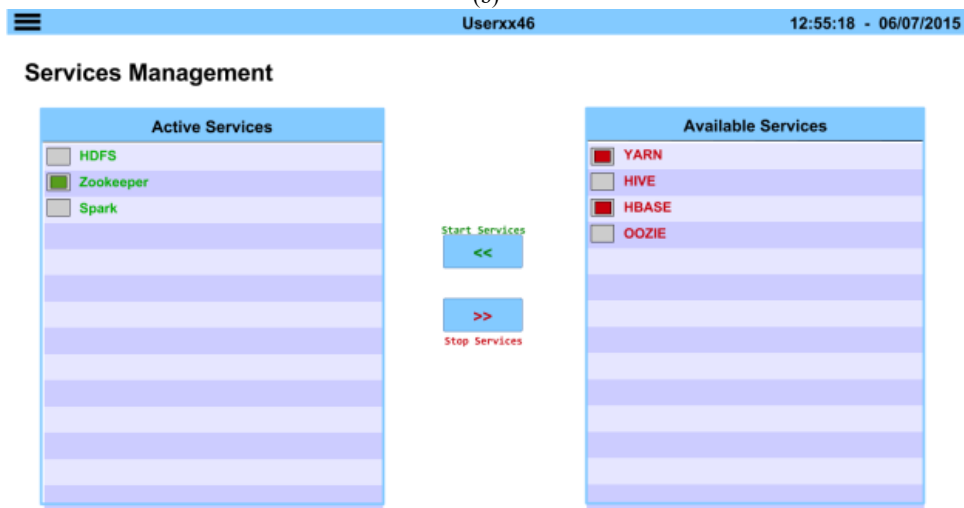 Userxx46 12:55:18 - 06/07/2015
Services Management
Active Services
HDFS
Zookeeper
Spark
Start Services
<<
>>
Stop Services
Available Services
YARN
HIVE
HBASE
OOZIE